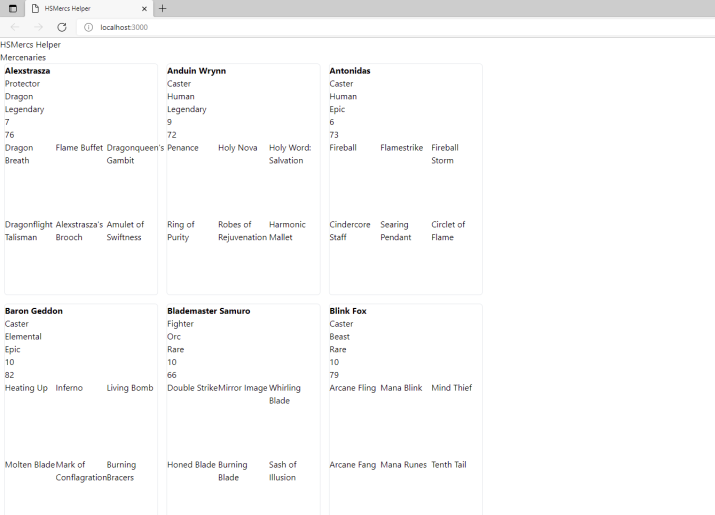 HSMercs Helper
localhost:3000
HSMercs Helper
Mercenaries
Alexstrasza
Protector
Dragon
Legendary
7
76
Dragon Breath
Flame Buffet
Dragonqueen's Gambit
Dragonflight Talisman
Alexstrasza's Brooch
Amulet of Swiftness
Anduin Wrynn
Caster
Human
Legendary
9
72
Penance
Holy Nova
Holy Word: Salvation
Ring of Purity
Robes of Rejuvenation
Harmonic Mallet
Antonidas
Caster
Human
Epic
6
73
Fireball
Flamestrike
Fireball Storm
Cindercore Staff
Searing Pendant
Circlet of Flame
Baron Geddon
Caster
Elemental
Epic
10
82
Heating Up
Inferno
Living Bomb
Molten Blade
Mark of Conflagration
Burning Bracers
Blademaster Samuro
Fighter
Orc
Rare
10
66
Double Strike
Mirror Image
Whirling Blade
Honed Blade
Burning Blade
Sash of Illusion
Blink Fox
Caster
Beast
Rare
10
79
Arcane Fling
Mana Blink
Mind Thief
Arcane Fang
Mana Runes
Tenth Tail